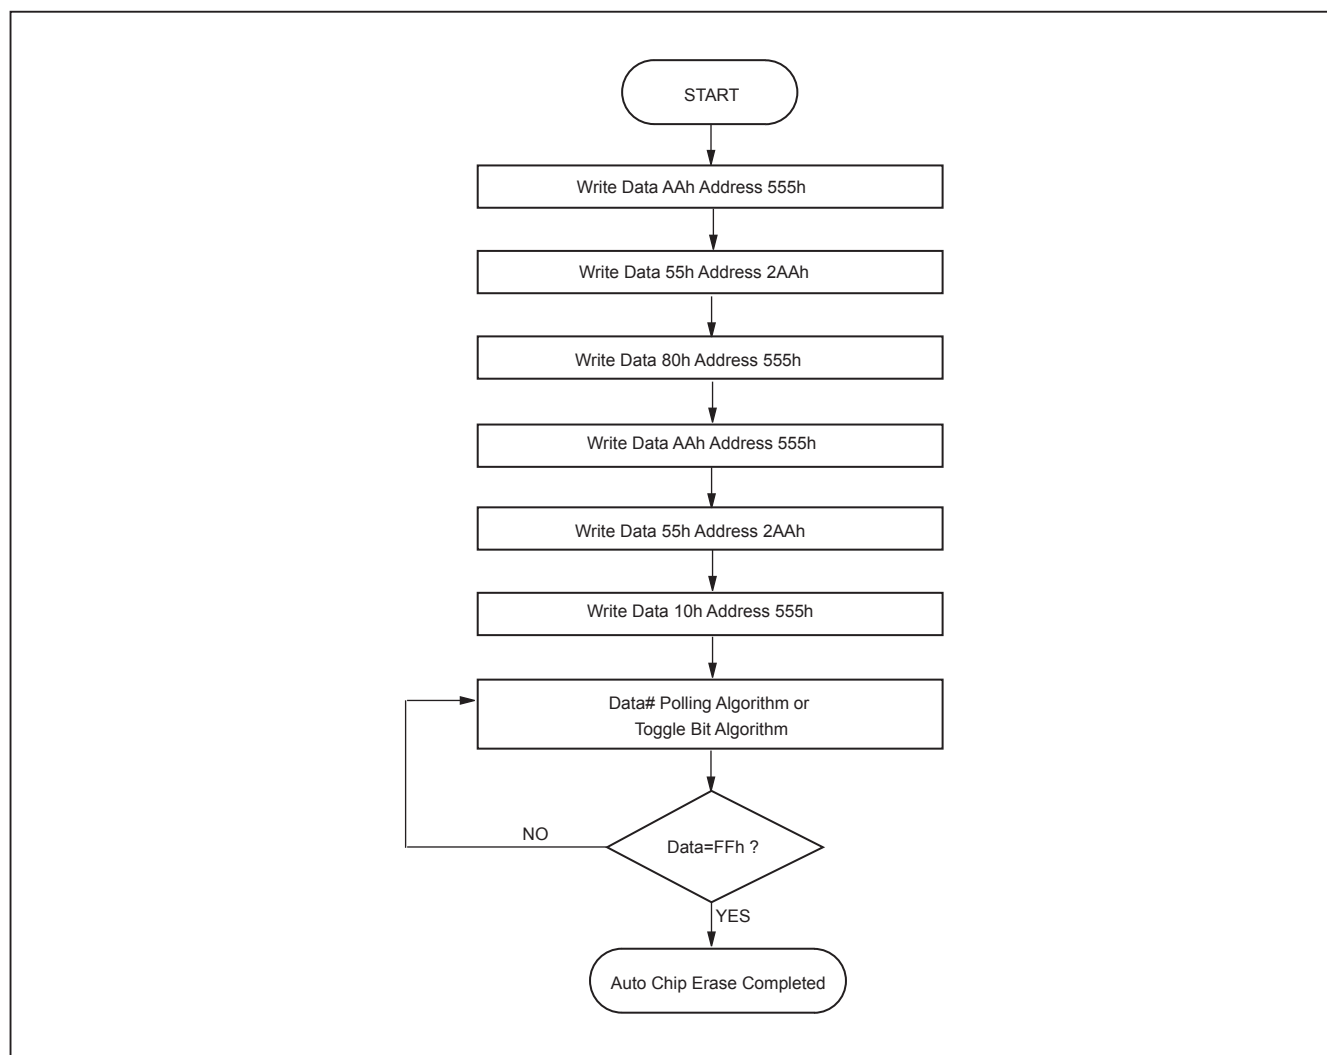 START
Write Data AAh Address 555h
Write Data 55h Address 2AAh
Write Data 80h Address 555h
Write Data AAh Address 555h
Write Data 55h Address 2AAh
Write Data 10h Address 555h
Data# Polling Algorithm or
Toggle Bit Algorithm
NO
Data=FFh ?
YES
Auto Chip Erase Completed